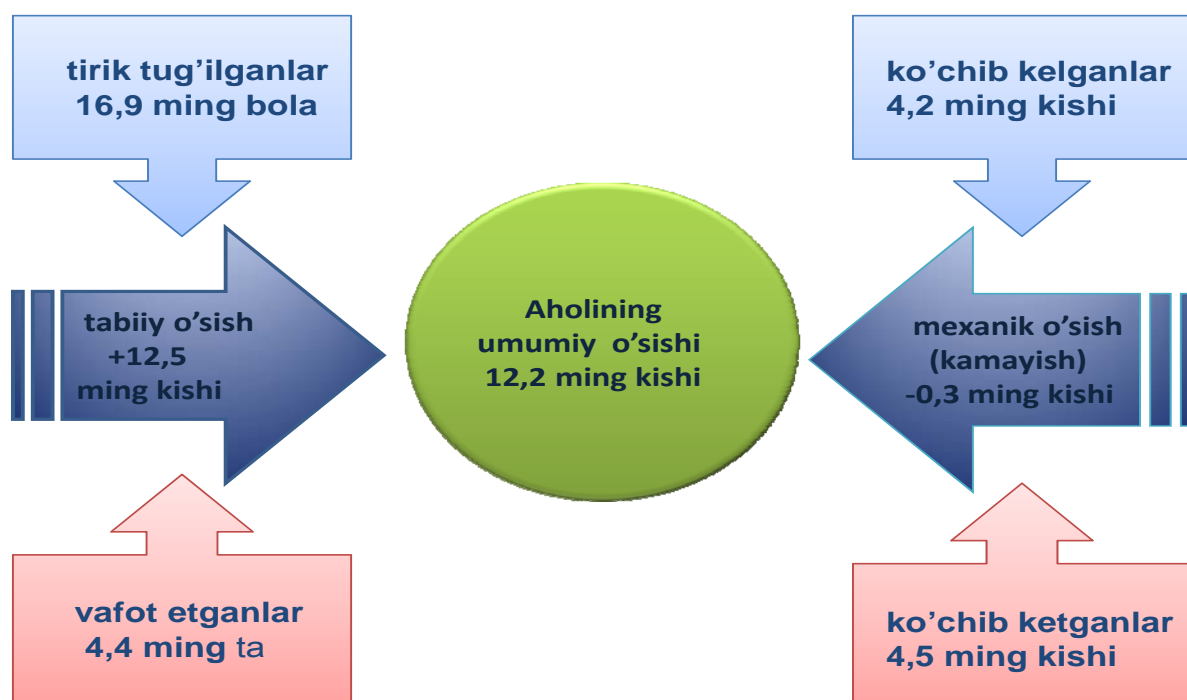 tirik tug’ilganlar
16,9 ming bola
ko’chib kelganlar
4,2 ming kishi
tabiiy o’sish
+12,5
ming kishi
Aholining
umumiy o’sishi
12,2 ming kishi
mexanik o’sish
(kamayish)
-0,3 ming kishi
vafot etganlar
4,4 ming ta
ko’chib ketganlar
4,5 ming kishi